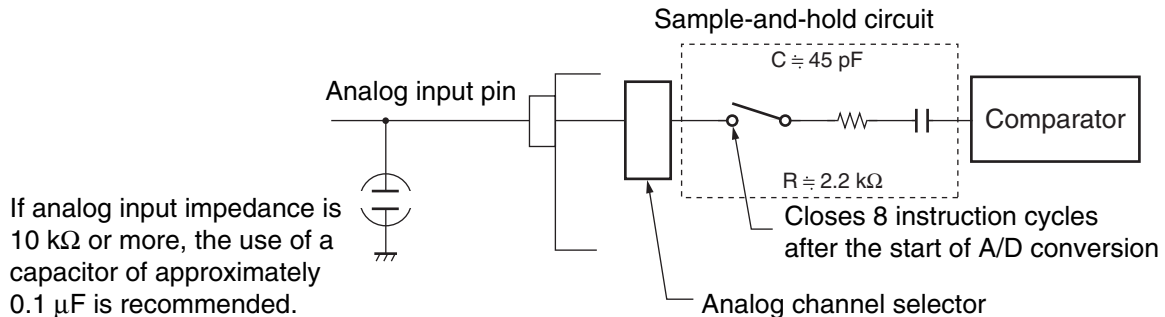 Sample-and-hold circuit
C ≒ 45 pF
Analog input pin
Comparator
R ≒ 2.2 kΩ
If analog input impedance is
10 kΩ or more, the use of a
capacitor of approximately
0.1 µF is recommended.
Closes 8 instruction cycles
after the start of A/D conversion
Analog channel selector